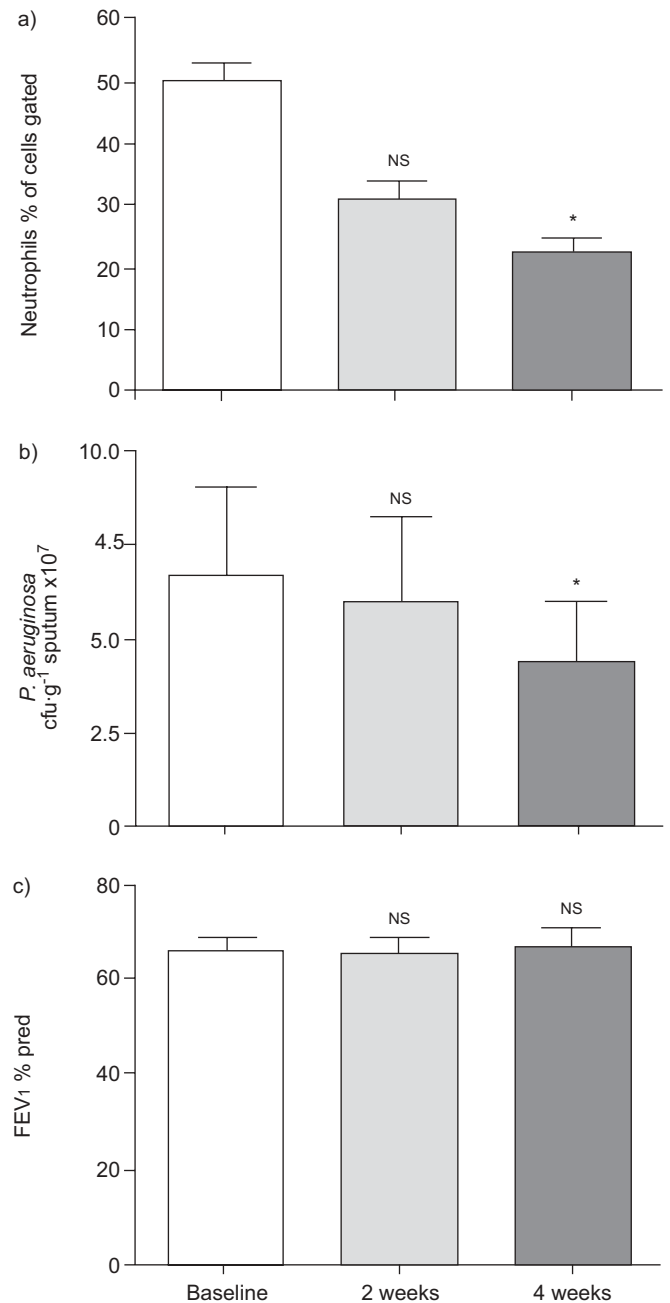 a)
Neutrophils % of cells gated
60
50
40
30
20
10
0
NS
*
b)
P. aeruginosa
cfu·g⁻¹ sputum x10⁷
10.0
4.5
5.0
2.5
0
NS
*
c)
FEV1 % pred
80
60
40
20
0
NS
NS
Baseline
2 weeks
4 weeks